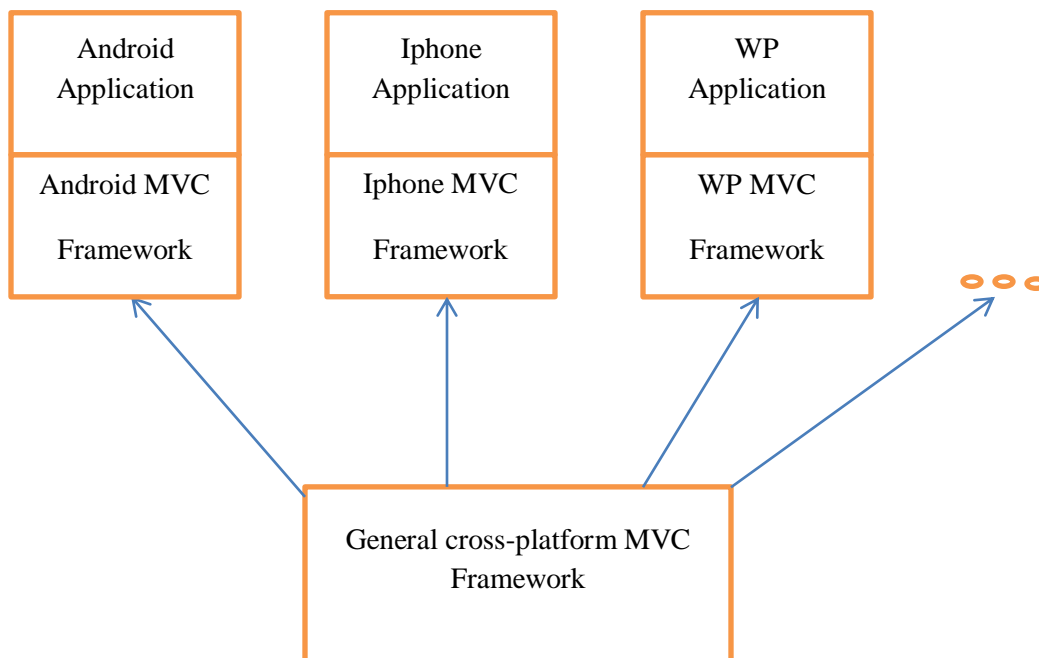 Android
Application
Iphone
Application
WP
Application
Android MVC
Framework
Iphone MVC
Framework
WP MVC
Framework
General cross-platform MVC
Framework